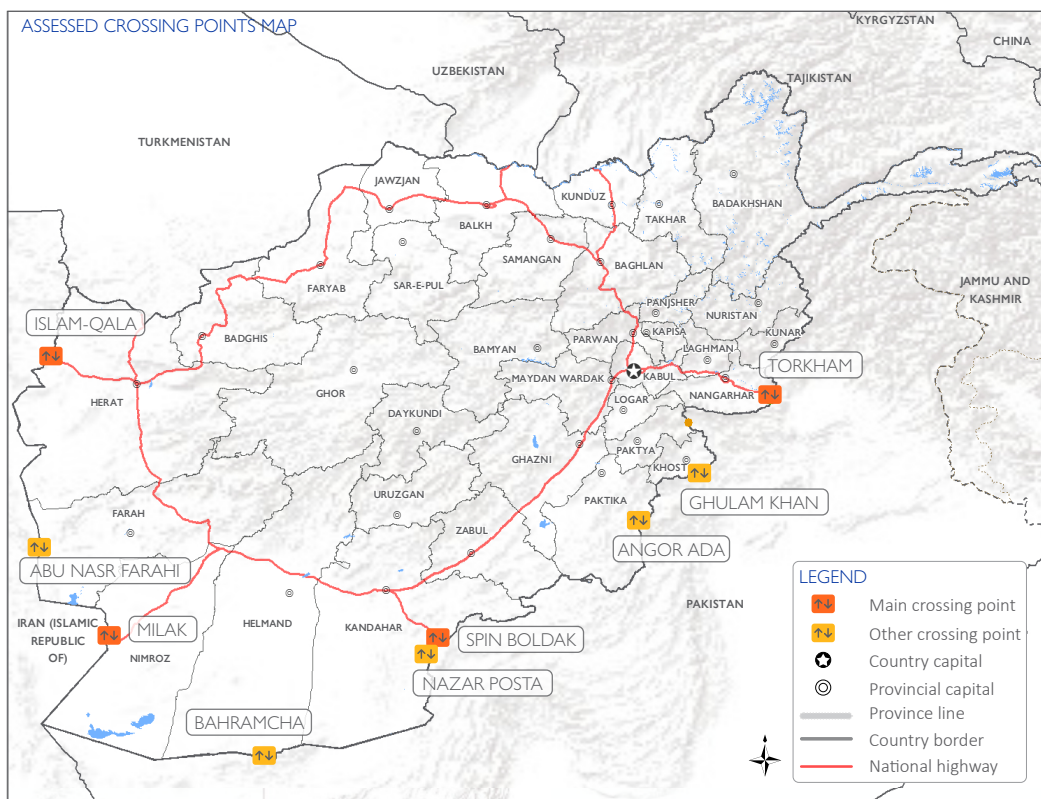 ASSESSED CROSSING POINTS MAP
KYRGYZSTAN
CHINA
UZBEKISTAN
TAJIKISTAN
TURKMENISTAN
JAWZJAN
KUNDUZ
BADAKHSHAN
TAKHAR
BALKH
SAMANGAN
BAGHLAN
FARYAB
SAR-E-PUL
JAMMU AND
KASHMIR
PANJSHER
NURISTAN
ISLAM-QALA
BADGHIS
PARWAN
KAPISA
KUNAR
BAMYAN
LAGHMAN
TORKHAM
MAYDAN WARDAK
KABUL
HERAT
GHOR
NANGARHAR
LOGAR
DAYKUNDI
PAKTYA
GHAZNI
KHOST
URUZGAN
PAKTIKA
GHULAM KHAN
FARAH
ZABUL
ANGOR ADA
ABU NASR FARAHI
LEGEND
Main crossing point
Other crossing point
Country capital
Provincial capital
Province line
Country border
National highway
PAKISTAN
IRAN (ISLAMIC
REPUBLIC
OF)
MILAK
HELMAND
KANDAHAR
SPIN BOLDAK
NIMROZ
NAZAR POSTA
BAHRAMCHA